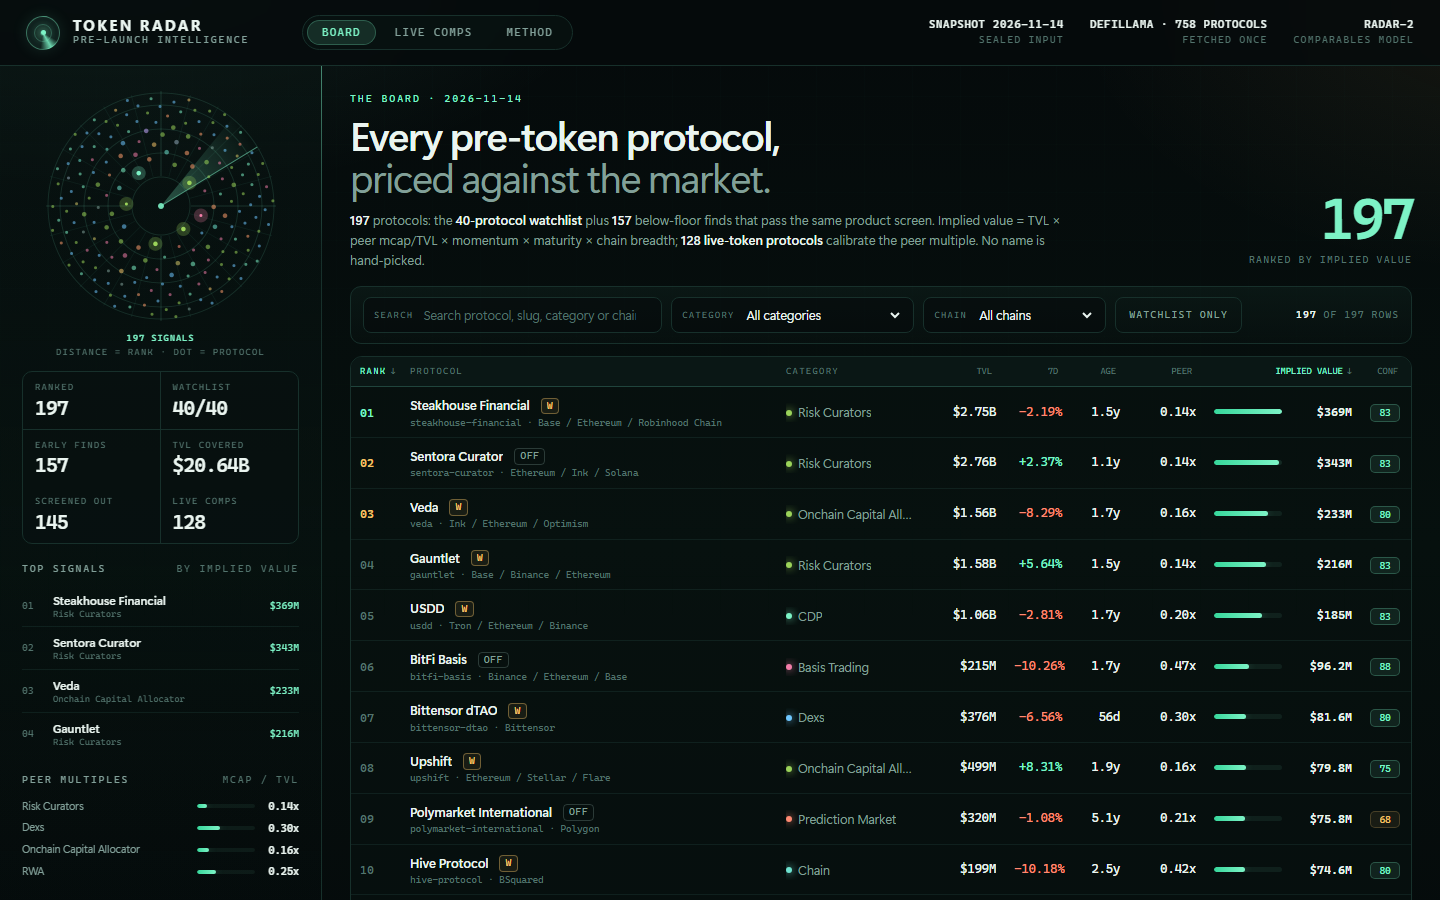 TOKEN RADAR
PRE-LAUNCH INTELLIGENCE
BOARD
LIVE COMPS
METHOD
SNAPSHOT 2026-11-14
SEALED INPUT
DEFILLAMA · 758 PROTOCOLS
FETCHED ONCE
RADAR-2
COMPARABLES MODEL
197 SIGNALS
DISTANCE = RANK · DOT = PROTOCOL
RANKED
197
WATCHLIST
40/40
EARLY FINDS
157
TVL COVERED
$20.64B
SCREENED OUT
145
LIVE COMPS
128
TOP SIGNALS BY IMPLIED VALUE
01 Steakhouse Financial $369M
Risk Curators
02 Sentora Curator $343M
Risk Curators
03 Veda $233M
Onchain Capital Allocator
04 Gauntlet $216M
Risk Curators
PEER MULTIPLES MCAP / TVL
Risk Curators 0.14x
Dexs 0.30x
Onchain Capital Allocator 0.16x
RWA 0.25x
THE BOARD · 2026-11-14
Every pre-token protocol,
priced against the market.
197 protocols: the 40-protocol watchlist plus 157 below-floor finds that pass the same product screen. Implied value = TVL ×
peer mcap/TVL × momentum × maturity × chain breadth; 128 live-token protocols calibrate the peer multiple. No name is
hand-picked.
197
RANKED BY IMPLIED VALUE
SEARCH Search protocol, slug, category or chai
CATEGORY All categories
CHAIN All chains
WATCHLIST ONLY
197 OF 197 ROWS
RANK ↓ PROTOCOL CATEGORY TVL 7D AGE PEER IMPLIED VALUE ↓ CONF
01 Steakhouse Financial W Risk Curators $2.75B −2.19% 1.5y 0.14x $369M 83
steakhouse-financial · Base / Ethereum / Robinhood Chain
02 Sentora Curator OFF Risk Curators $2.76B +2.37% 1.1y 0.14x $343M 83
sentora-curator · Ethereum / Ink / Solana
03 Veda W Onchain Capital All... $1.56B −8.29% 1.7y 0.16x $233M 80
veda · Ink / Ethereum / Optimism
04 Gauntlet W Risk Curators $1.58B +5.64% 1.5y 0.14x $216M 83
gauntlet · Base / Binance / Ethereum
05 USDD W CDP $1.06B −2.81% 1.7y 0.20x $185M 83
usdd · Tron / Ethereum / Binance
06 BitFi Basis OFF Basis Trading $215M −10.26% 1.7y 0.47x $96.2M 88
bitfi-basis · Binance / Ethereum / Base
07 Bittensor dTAO W Dexs $376M −6.56% 56d 0.30x $81.6M 80
bittensor-dtao · Bittensor
08 Upshift W Onchain Capital All... $499M +8.31% 1.9y 0.16x $79.8M 75
upshift · Ethereum / Stellar / Flare
09 Polymarket International OFF Prediction Market $320M −1.08% 5.1y 0.21x $75.8M 68
polymarket-international · Polygon
10 Hive Protocol W Chain $199M −10.18% 2.5y 0.42x $74.6M 80
hive-protocol · BSquared